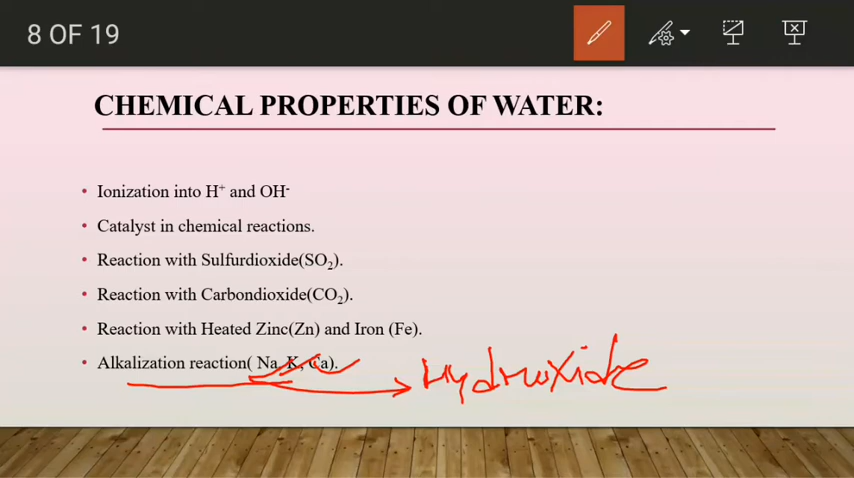 8 OF 19
CHEMICAL PROPERTIES OF WATER:
• Ionization into H⁺ and OH⁻
• Catalyst in chemical reactions.
• Reaction with Sulfurdioxide(SO₂).
• Reaction with Carbondioxide(CO₂).
• Reaction with Heated Zinc(Zn) and Iron (Fe).
• Alkalization reaction( Na, K, Ca).
Hydroxide